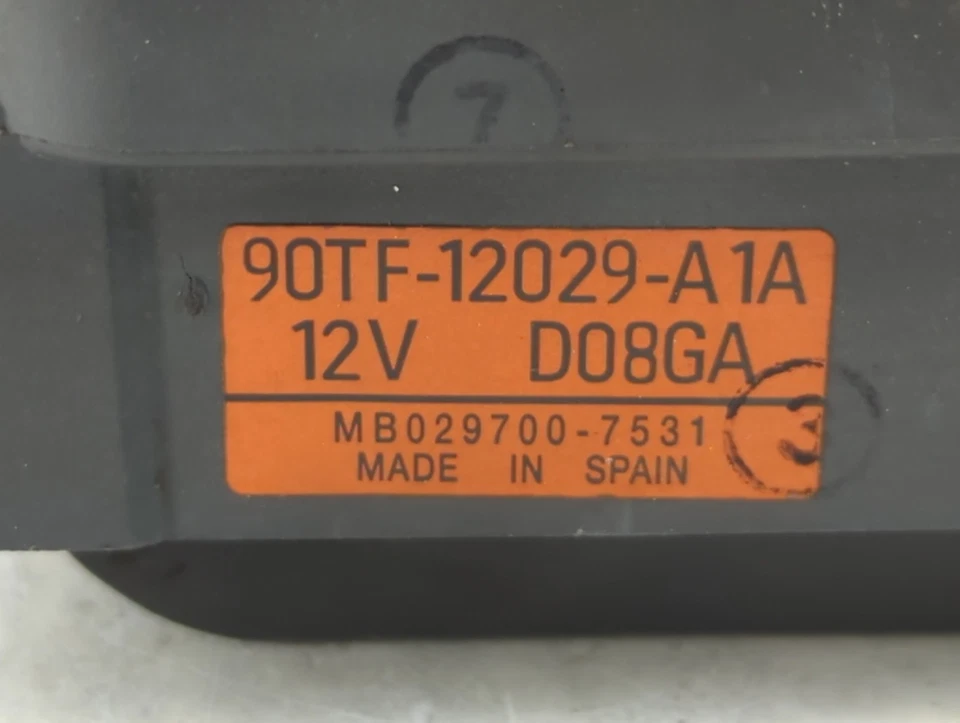 7
90TF-12029-A1A
12V D08GA
MB029700-7531
3
MADE IN SPAIN